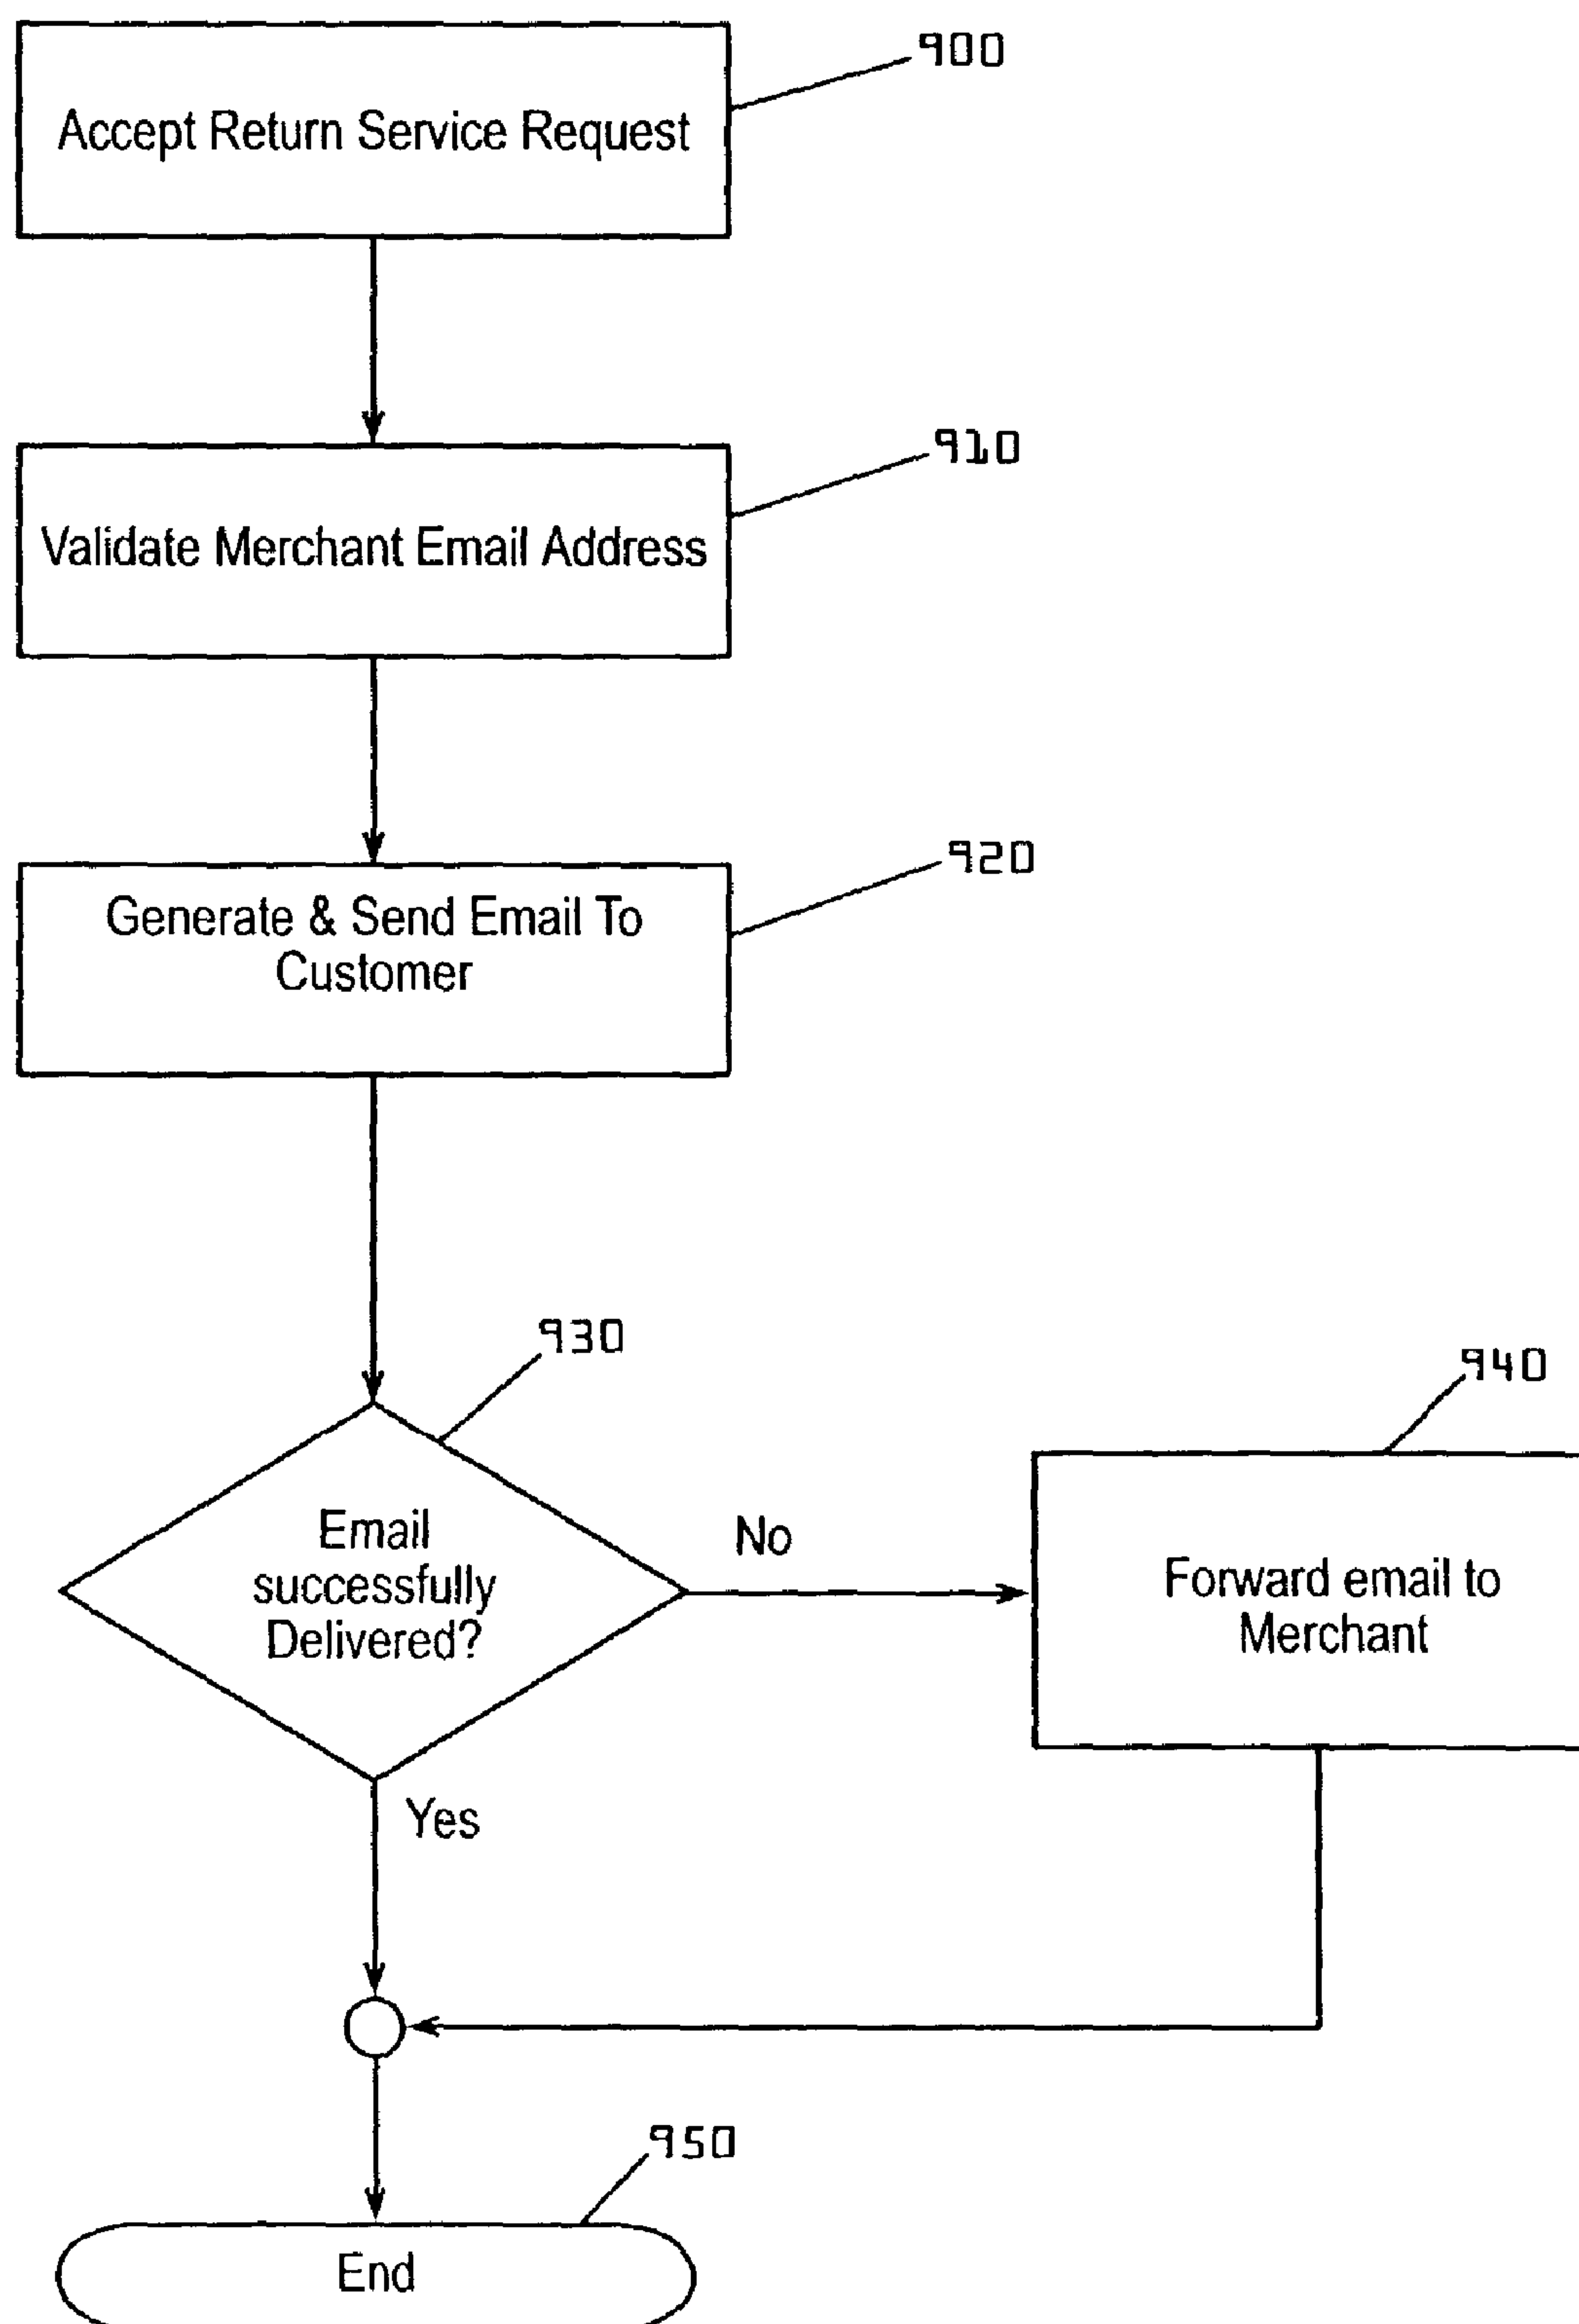 900
Accept Return Service Request
910
Validate Merchant Email Address
920
Generate & Send Email To
Customer
930
940
Email
successfully
Delivered?
No
Forward email to
Merchant
Yes
950
End